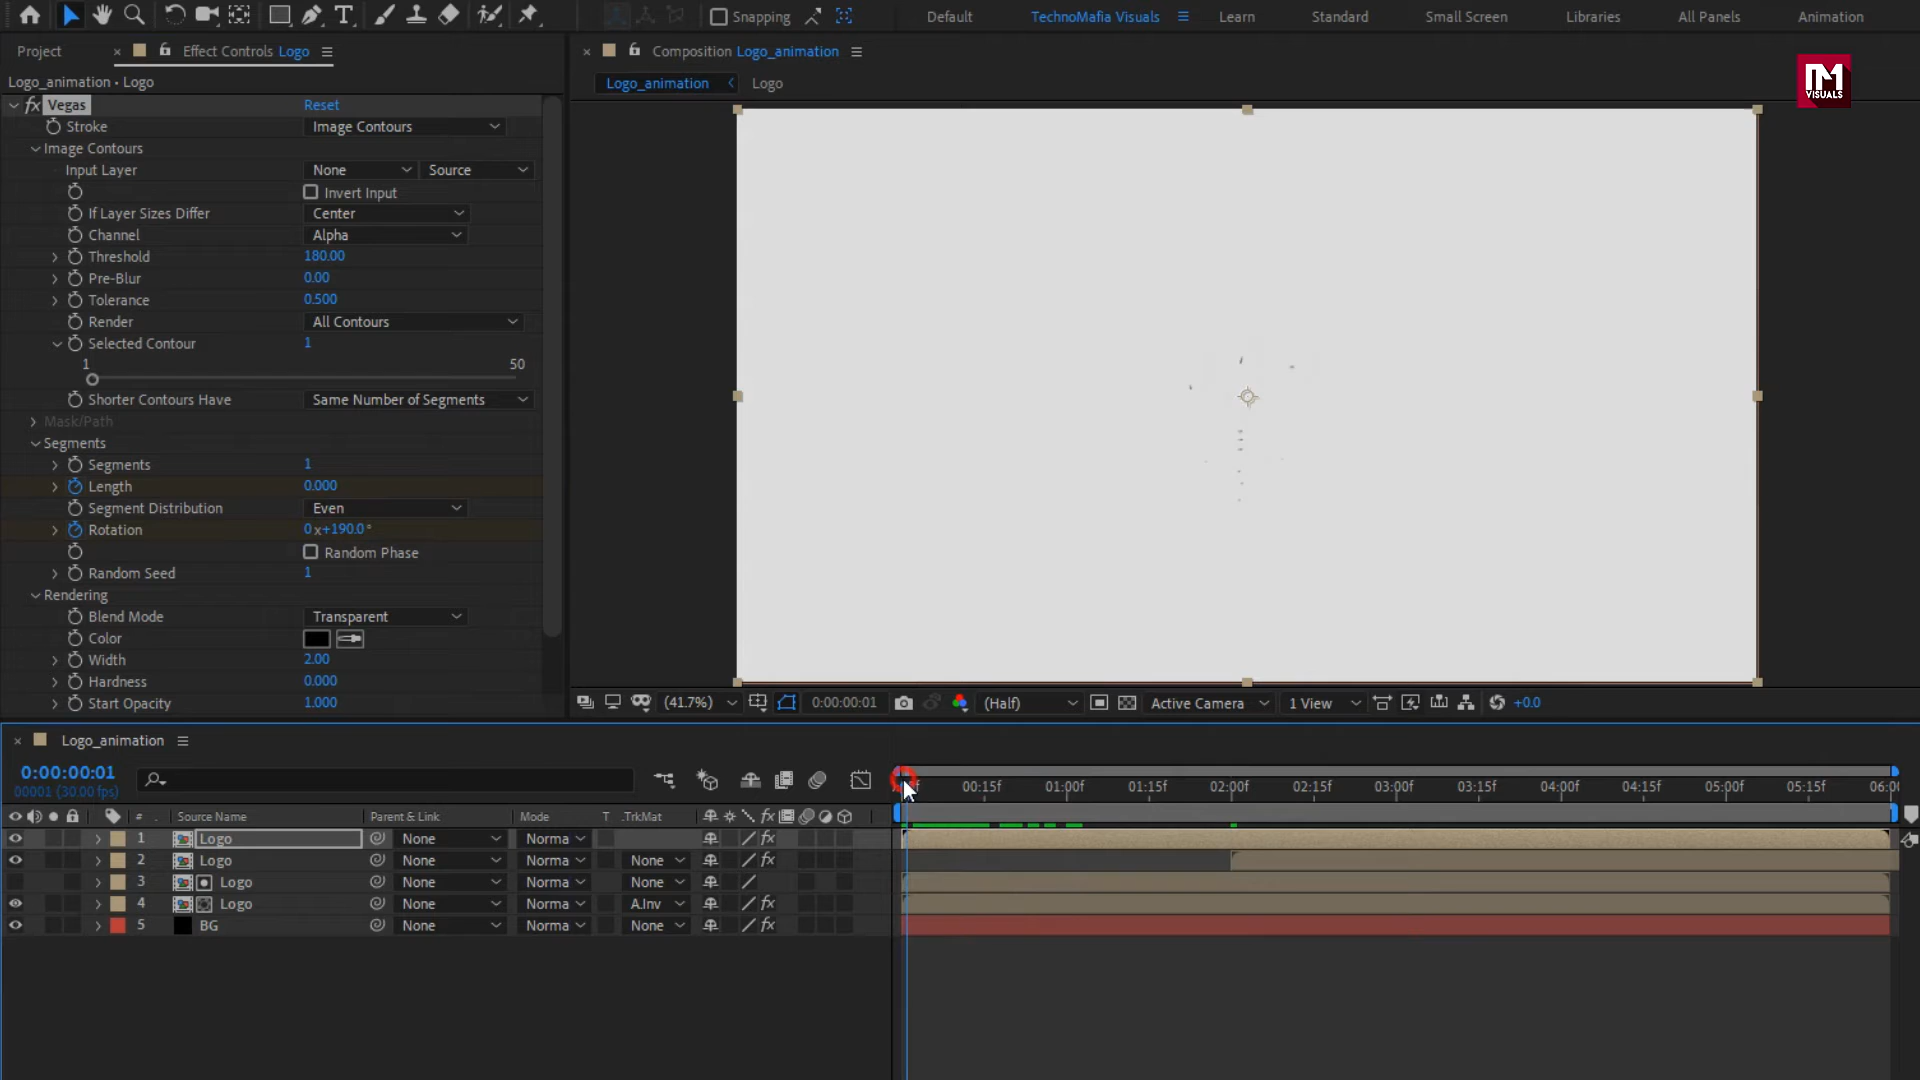 Snapping
Default
TechnoMafia Visuals
Learn
Standard
Small Screen
Libraries
All Panels
Animation
Project
Effect Controls Logo
Composition Logo_animation
VISUALS
Logo_animation • Logo
Logo_animation
Logo
fx Vegas
Reset
Stroke
Image Contours
Image Contours
Input Layer
None
Source
Invert Input
If Layer Sizes Differ
Center
Channel
Alpha
Threshold
180.00
Pre-Blur
0.00
Tolerance
0.500
Render
All Contours
Selected Contour
1
1
50
Shorter Contours Have
Same Number of Segments
Mask/Path
Segments
Segments
1
Length
0.000
Segment Distribution
Even
Rotation
0 x+190.0°
Random Phase
Random Seed
1
Rendering
Blend Mode
Transparent
Color
Width
2.00
Hardness
0.000
Start Opacity
1.000
(41.7%)
0:00:00:01
(Half)
Active Camera
1 View
+0.0
Logo_animation
0:00:00:01
00001 (30.00 fps)
00:15f
01:00f
01:15f
02:00f
02:15f
03:00f
03:15f
04:00f
04:15f
05:00f
05:15f
06:00
# Source Name
Parent & Link
Mode
T .TrkMat
fx
1 Logo
None
Norma
fx
2 Logo
None
Norma
None
fx
3 Logo
None
Norma
None
4 Logo
None
Norma
A.Inv
fx
5 BG
None
Norma
None
fx